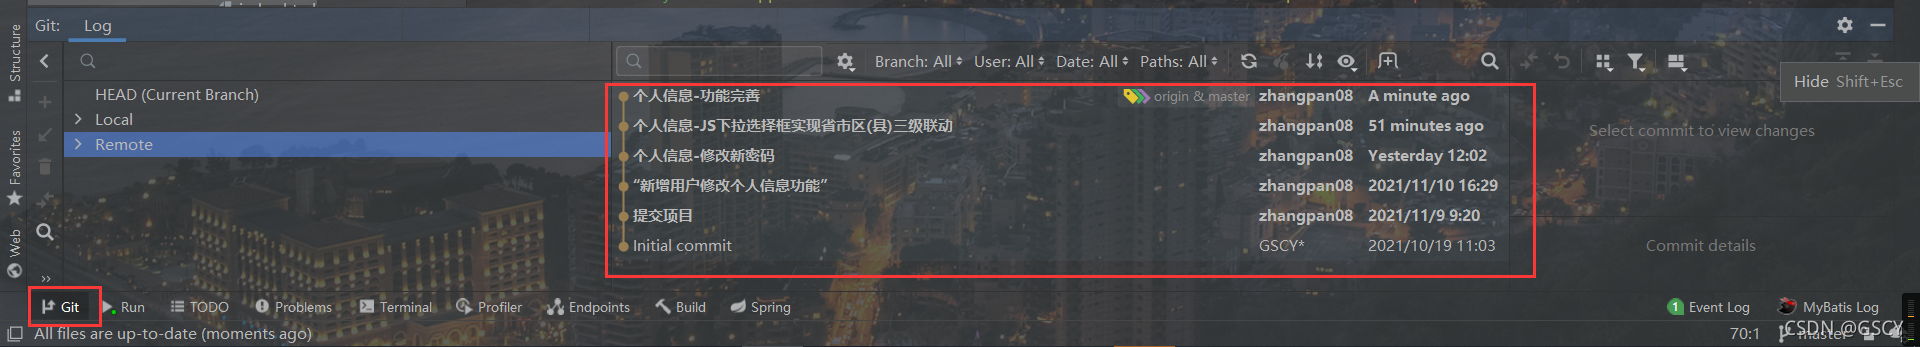 Git: Log
Structure
Favorites
Web
HEAD (Current Branch)
Local
Remote
Branch: All User: All Date: All Paths: All
个人信息-功能完善 origin & master zhangpan08 A minute ago
个人信息-JS下拉选择框实现省市区(县)三级联动 zhangpan08 51 minutes ago
个人信息-修改新密码 zhangpan08 Yesterday 12:02
“新增用户修改个人信息功能” zhangpan08 2021/11/10 16:29
提交项目 zhangpan08 2021/11/9 9:20
Initial commit GSCY* 2021/10/19 11:03
Hide Shift+Esc
Select commit to view changes
Commit details
Git Run TODO Problems Terminal Profiler Endpoints Build Spring 1 Event Log MyBatis Log
All files are up-to-date (moments ago) 70:1 master
CSDN @GSCY